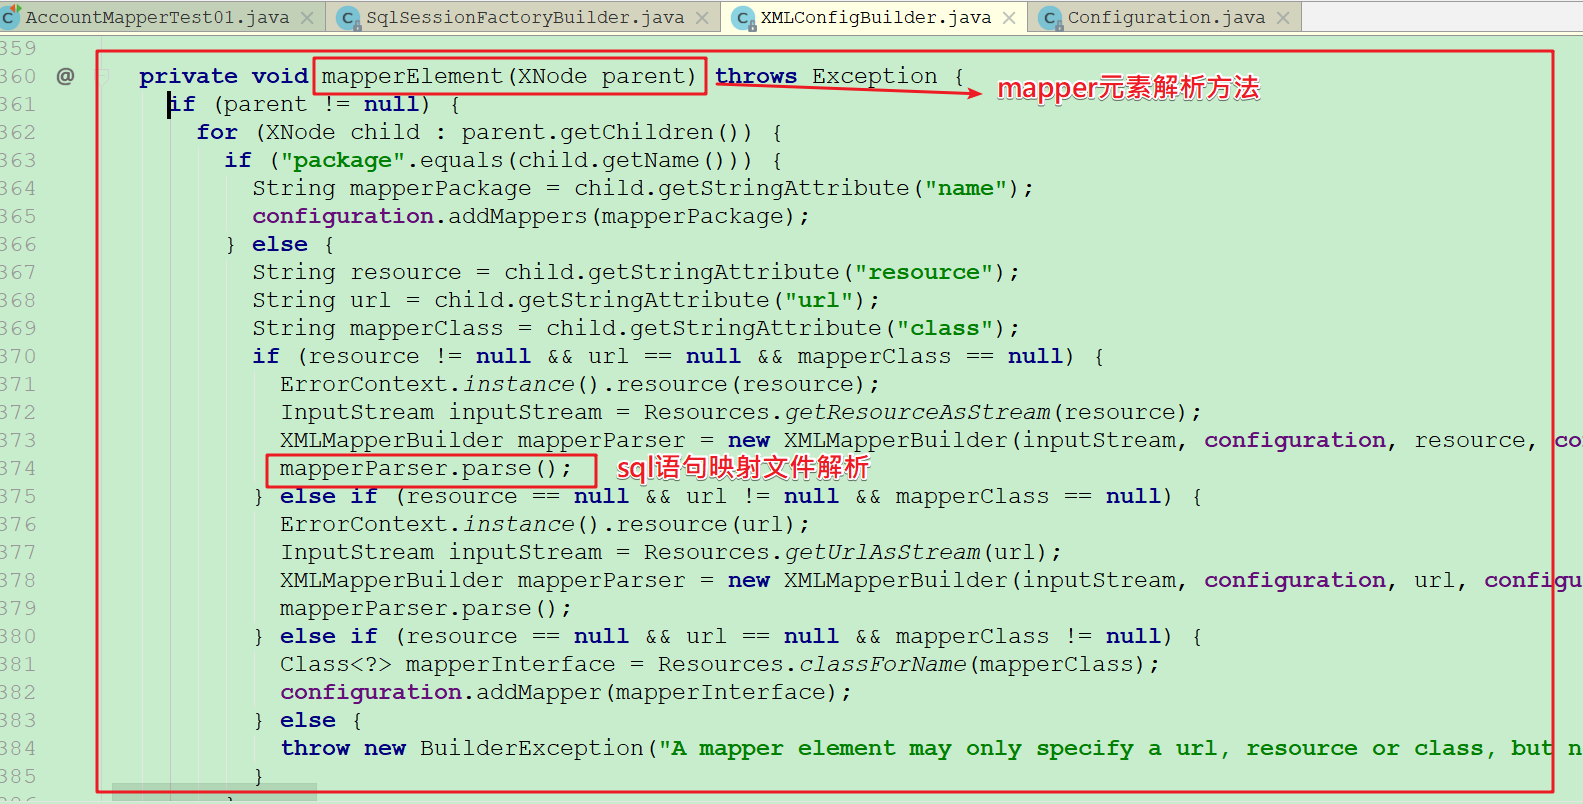 AccountMapperTest01.java SqlSessionFactoryBuilder.java XMLConfigBuilder.java Configuration.java
359
360 @ private void mapperElement(XNode parent) throws Exception { mapper元素解析方法
361 if (parent != null) {
362 for (XNode child : parent.getChildren()) {
363 if ("package".equals(child.getName())) {
364 String mapperPackage = child.getStringAttribute("name");
365 configuration.addMappers(mapperPackage);
366 } else {
367 String resource = child.getStringAttribute("resource");
368 String url = child.getStringAttribute("url");
369 String mapperClass = child.getStringAttribute("class");
370 if (resource != null && url == null && mapperClass == null) {
371 ErrorContext.instance().resource(resource);
372 InputStream inputStream = Resources.getResourceAsStream(resource);
373 XMLMapperBuilder mapperParser = new XMLMapperBuilder(inputStream, configuration, resource, co
374 mapperParser.parse(); sql语句映射文件解析
375 } else if (resource == null && url != null && mapperClass == null) {
376 ErrorContext.instance().resource(url);
377 InputStream inputStream = Resources.getUrlAsStream(url);
378 XMLMapperBuilder mapperParser = new XMLMapperBuilder(inputStream, configuration, url, configu
379 mapperParser.parse();
380 } else if (resource == null && url == null && mapperClass != null) {
381 Class<?> mapperInterface = Resources.classForName(mapperClass);
382 configuration.addMapper(mapperInterface);
383 } else {
384 throw new BuilderException("A mapper element may only specify a url, resource or class, but n
385 }